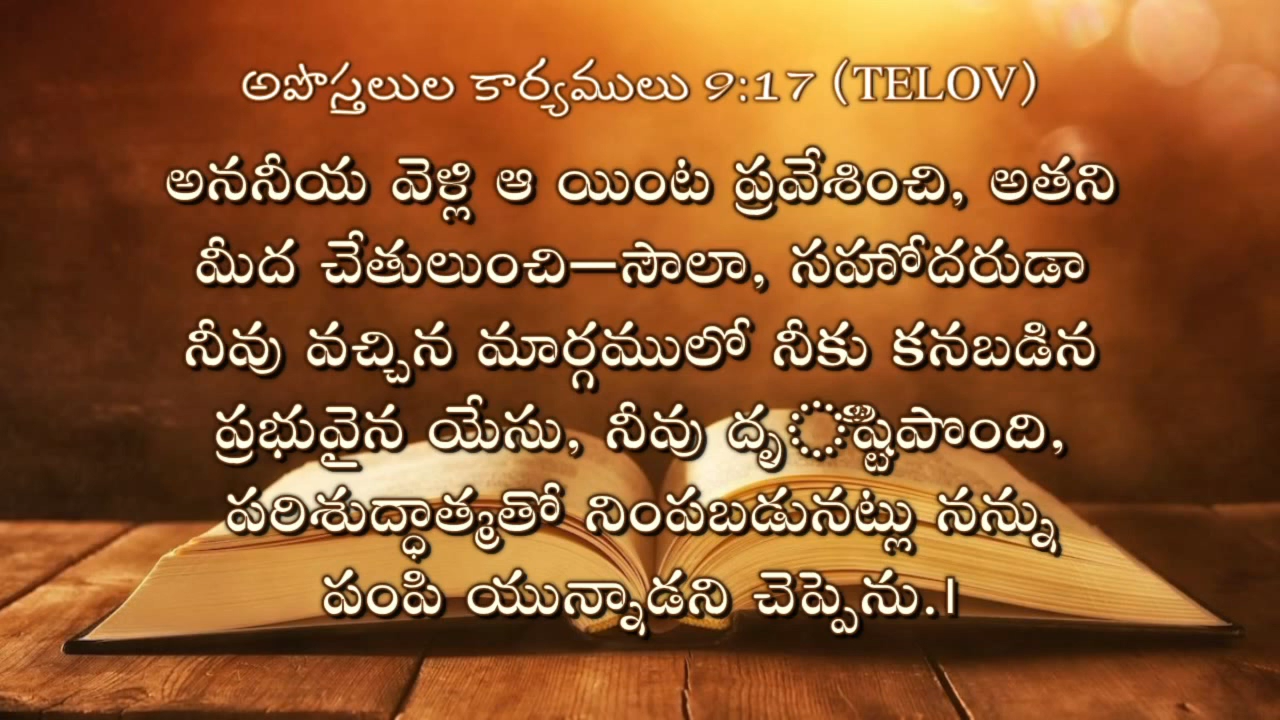 అపొస్తలుల కార్యములు 9:17 (TELOV)
అననీయ వెళ్లి ఆ యింట ప్రవేశించి, అతని
మీద చేతులుంచి—సౌలా, సహోదరుడా
నీవు వచ్చిన మార్గములో నీకు కనబడిన
ప్రభువైన యేసు, నీవు దృిష్టిపొంది,
పరిశుద్ధాత్మతో నింపబడునట్లు నన్ను
పంపి యున్నాడని చెప్పెను.।